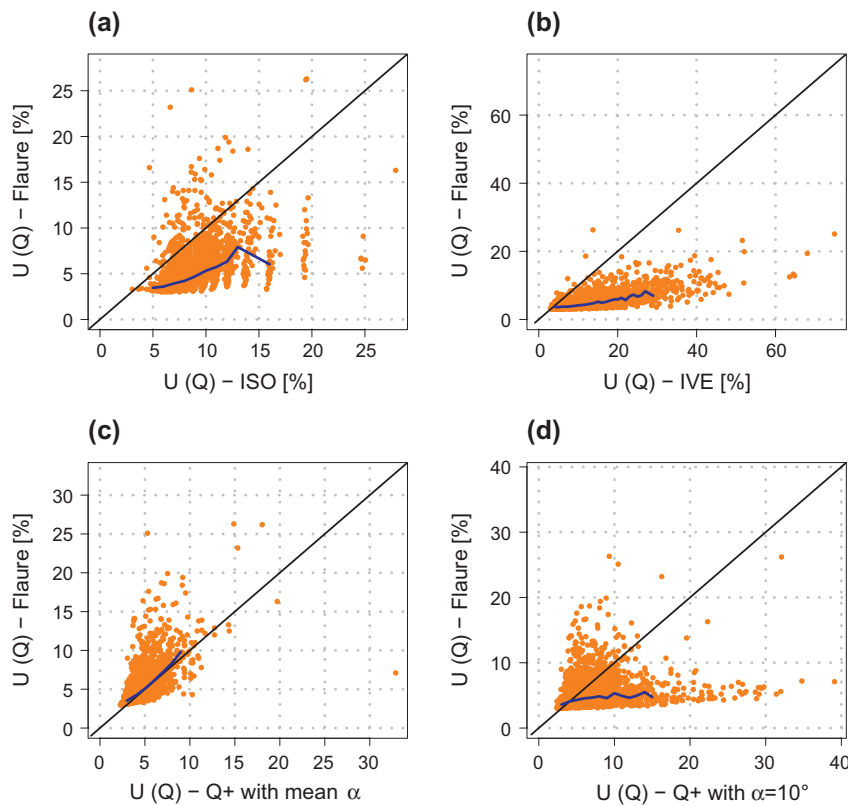 (a)
U (Q) − Flaure [%]
25
20
15
10
5
0
0 5 10 15 20 25
U (Q) − ISO [%]
(b)
U (Q) − Flaure [%]
60
40
20
0
0 20 40 60
U (Q) − IVE [%]
(c)
U (Q) − Flaure [%]
30
25
20
15
10
5
0
0 5 10 15 20 25 30
U (Q) − Q+ with mean α
(d)
U (Q) − Flaure [%]
40
30
20
10
0
0 10 20 30 40
U (Q) − Q+ with α=10°